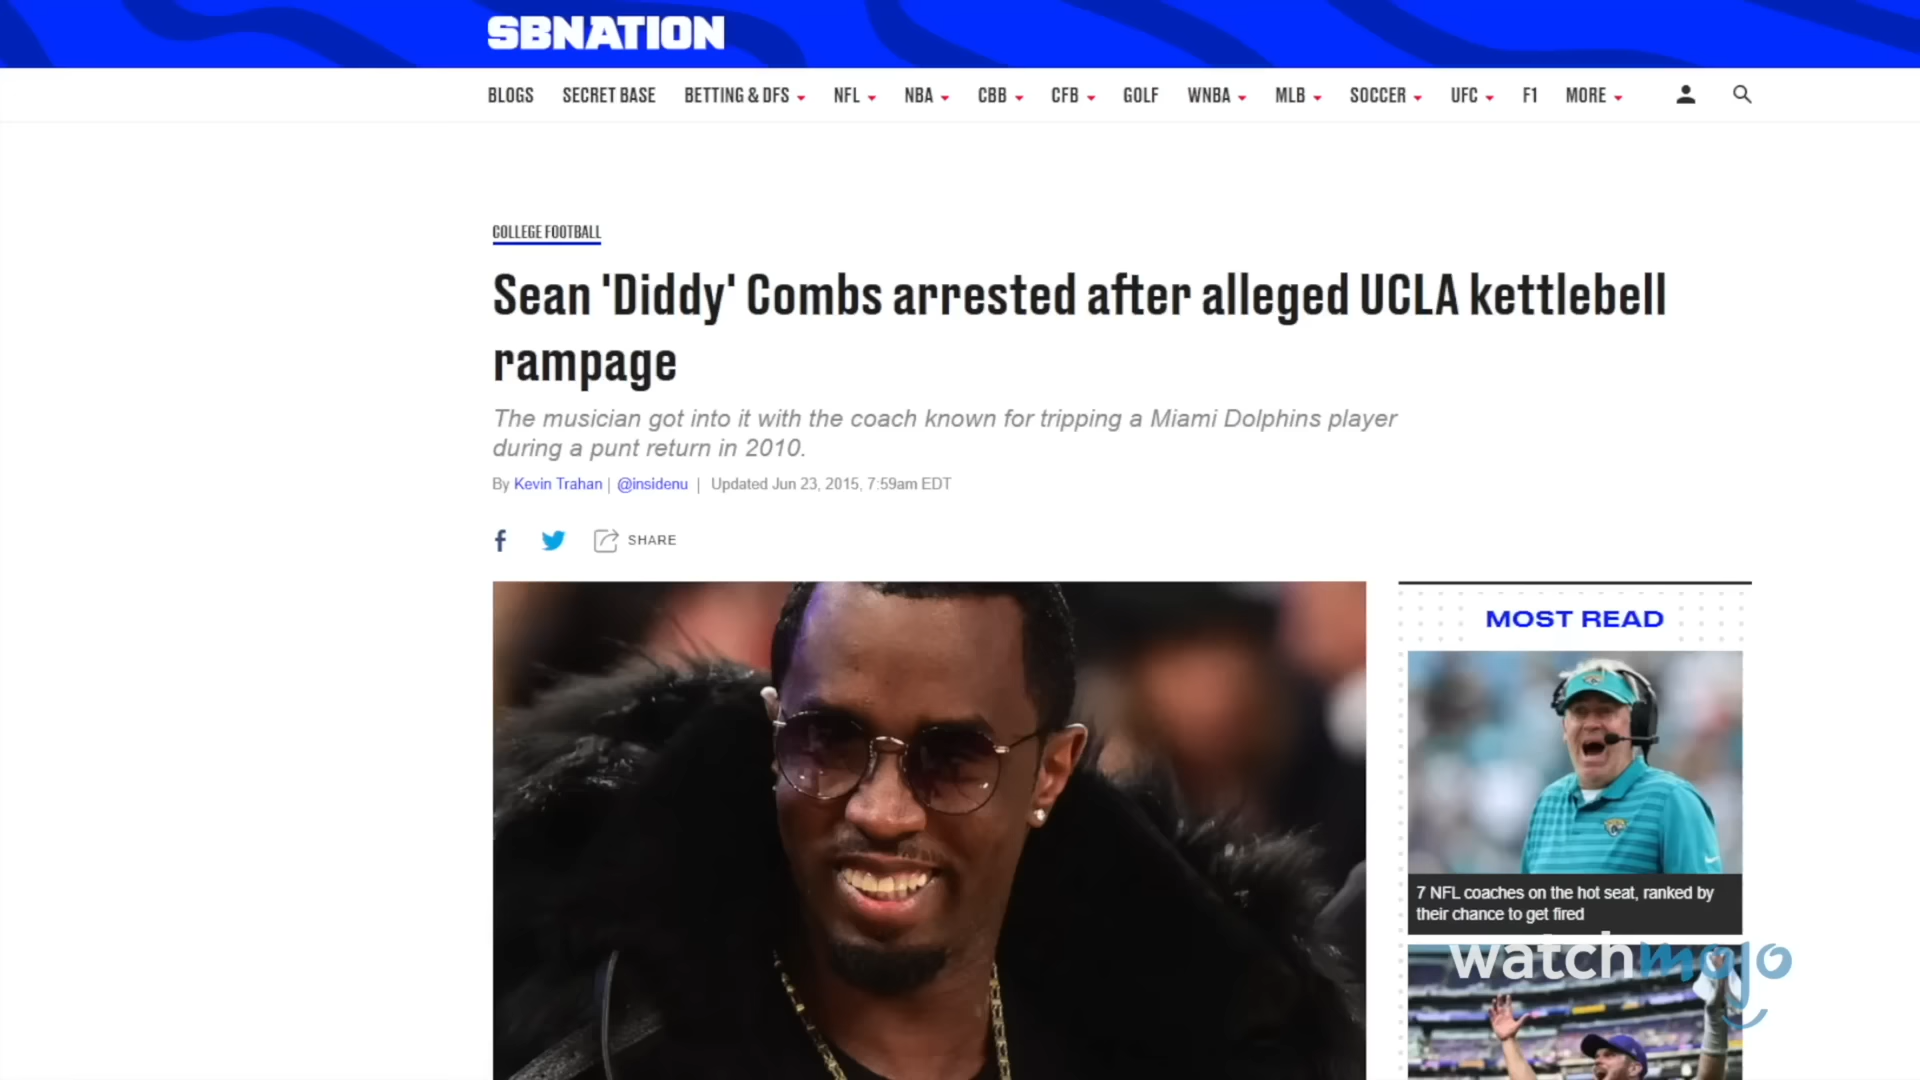 SBNATION
BLOGS SECRET BASE BETTING & DFS NFL NBA CBB CFB GOLF WNBA MLB SOCCER UFC F1 MORE
COLLEGE FOOTBALL
Sean 'Diddy' Combs arrested after alleged UCLA kettlebell
rampage
The musician got into it with the coach known for tripping a Miami Dolphins player
during a punt return in 2010.
By Kevin Trahan | @insidenu | Updated Jun 23, 2015, 7:59am EDT
SHARE
MOST READ
7 NFL coaches on the hot seat, ranked by
their chance to get fired
watchmojo